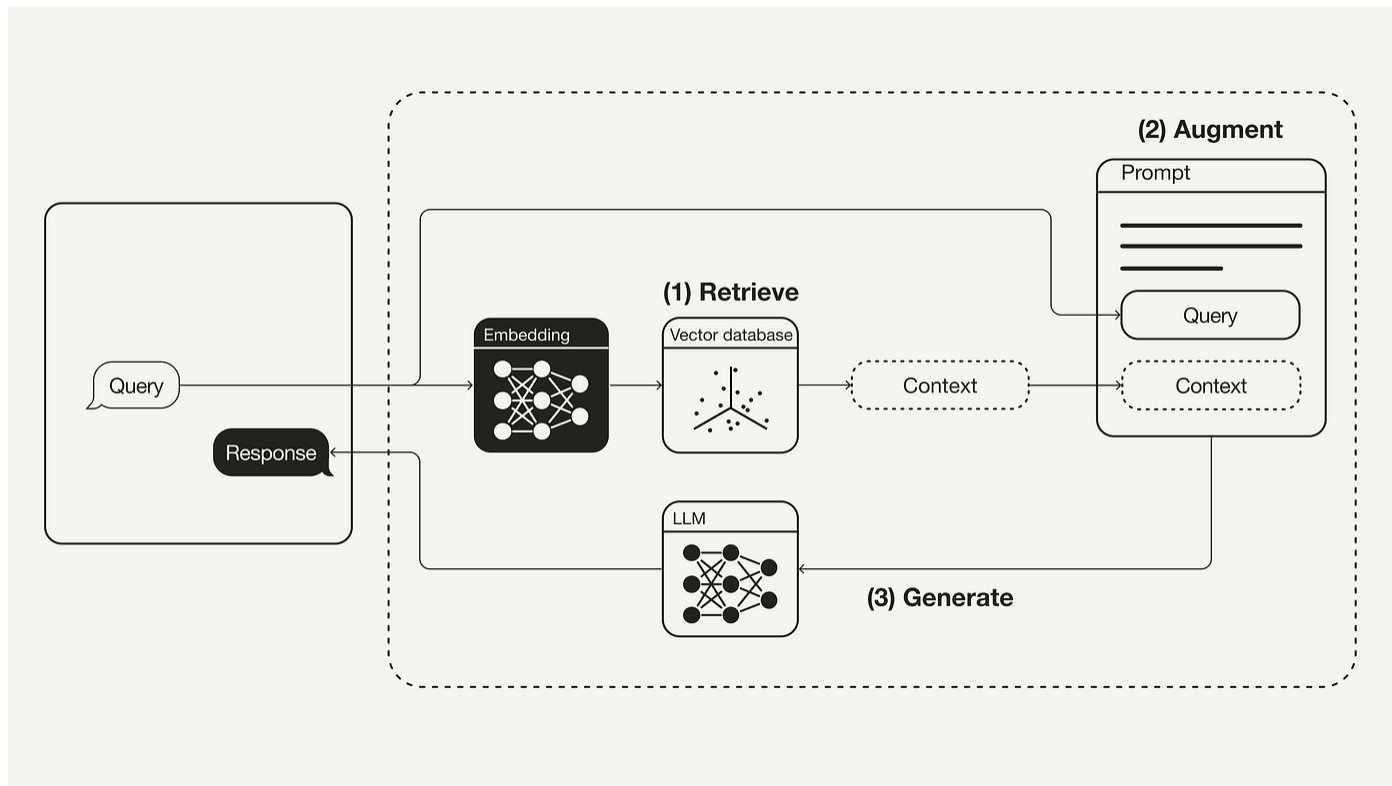 (2) Augment
Prompt
Query
Context
(1) Retrieve
Embedding
Vector database
Context
Query
Response
LLM
(3) Generate